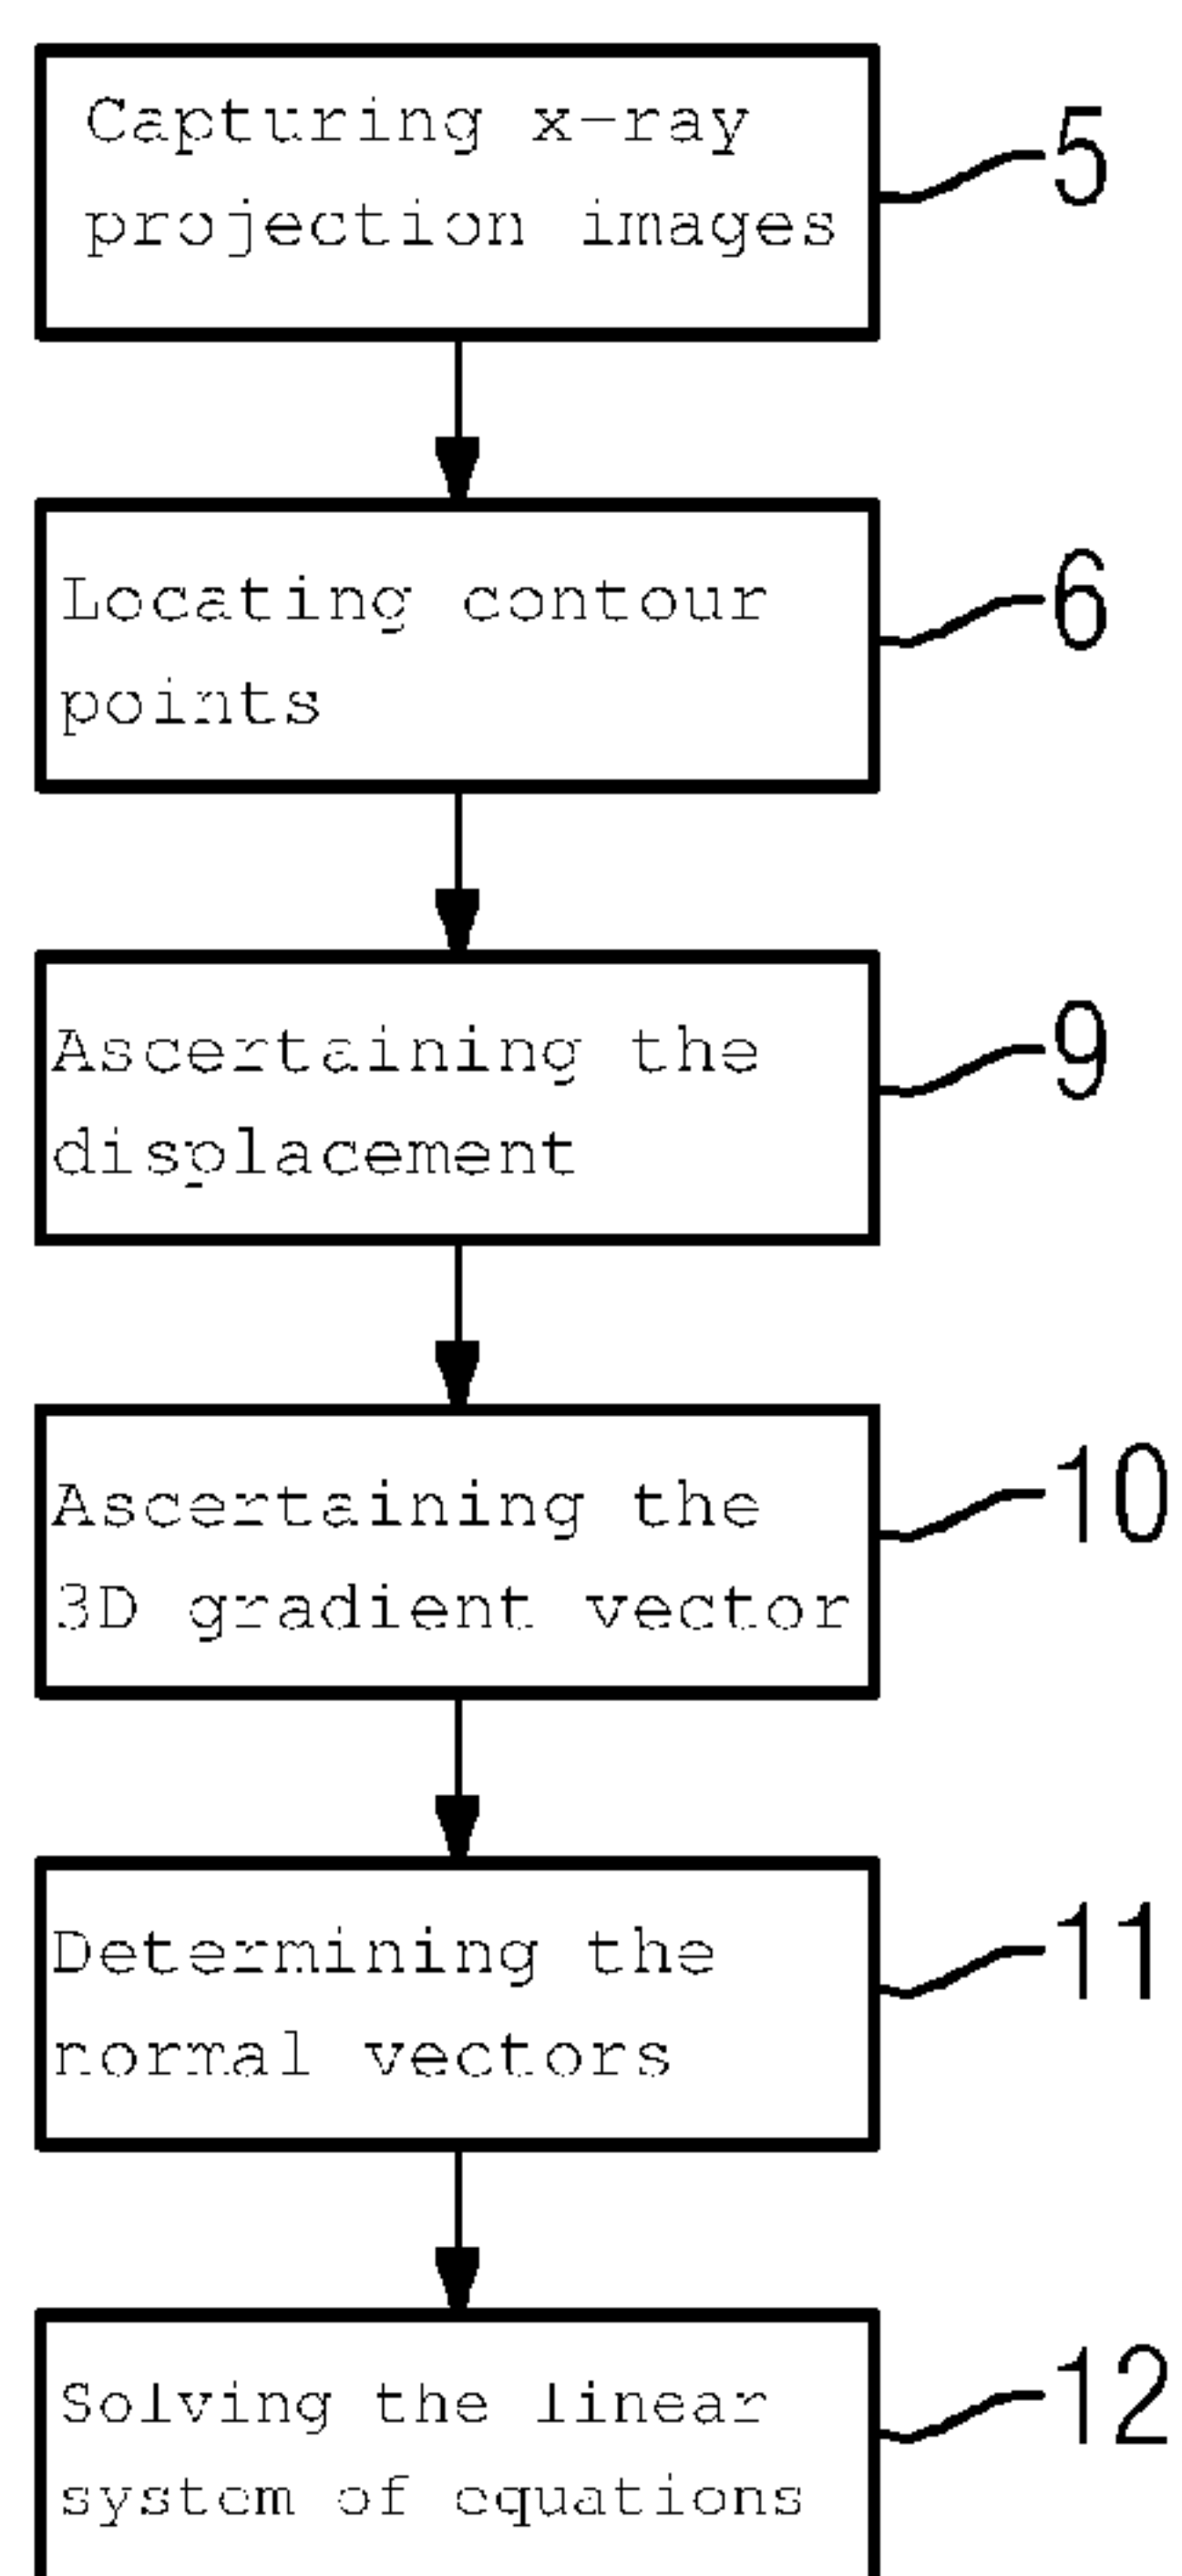 Capturing x-ray
projection images
5
Locating contour
points
6
Ascertaining the
displacement
9
Ascertaining the
3D gradient vector
10
Determining the
normal vectors
11
Solving the linear
system of equations
12